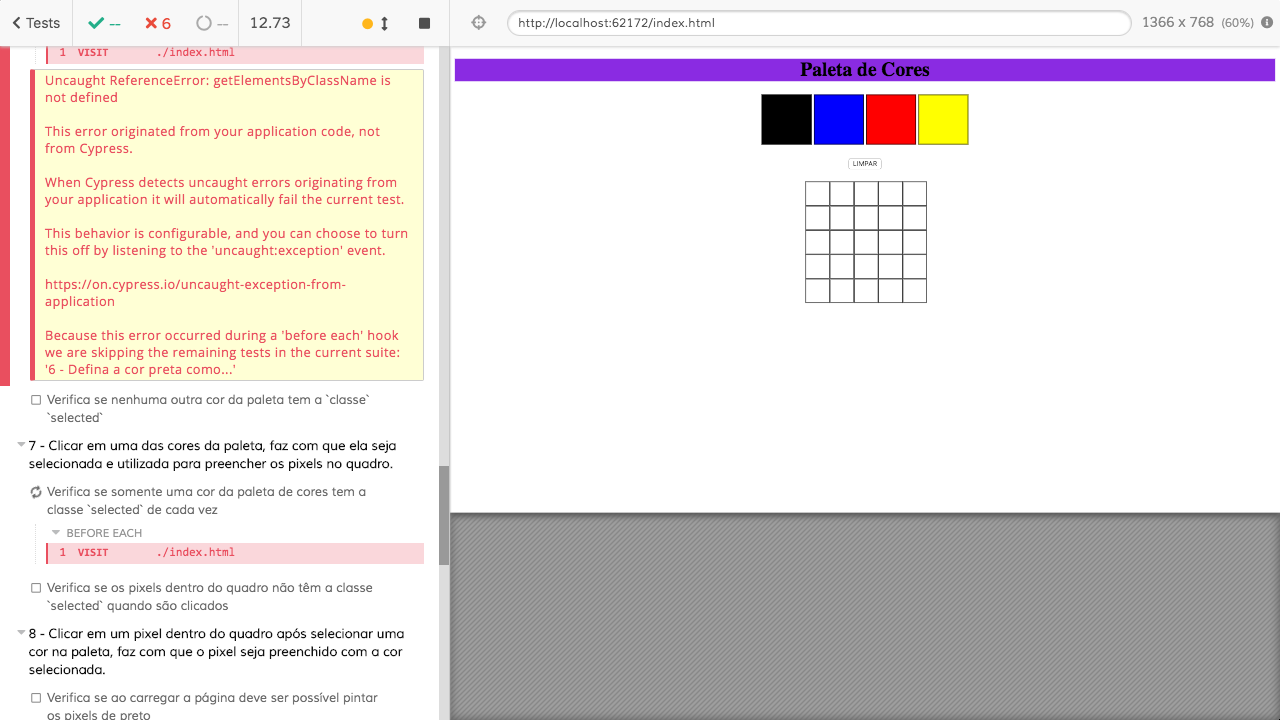 Tests
--
6
--
12.73
http://localhost:62172/index.html
1366 x 768 (60%)
1 VISIT ./index.html
Uncaught ReferenceError: getElementsByClassName is
not defined
This error originated from your application code, not
from Cypress.
When Cypress detects uncaught errors originating from
your application it will automatically fail the current test.
This behavior is configurable, and you can choose to turn
this off by listening to the 'uncaught:exception' event.
https://on.cypress.io/uncaught-exception-from-
application
Because this error occurred during a 'before each' hook
we are skipping the remaining tests in the current suite:
'6 - Defina a cor preta como...'
Verifica se nenhuma outra cor da paleta tem a `classe`
`selected`
7 - Clicar em uma das cores da paleta, faz com que ela seja
selecionada e utilizada para preencher os pixels no quadro.
Verifica se somente uma cor da paleta de cores tem a
classe `selected` de cada vez
BEFORE EACH
1 VISIT ./index.html
Verifica se os pixels dentro do quadro não têm a classe
`selected` quando são clicados
8 - Clicar em um pixel dentro do quadro após selecionar uma
cor na paleta, faz com que o pixel seja preenchido com a cor
selecionada.
Verifica se ao carregar a página deve ser possível pintar
os pixels de preto
Paleta de Cores
LIMPAR